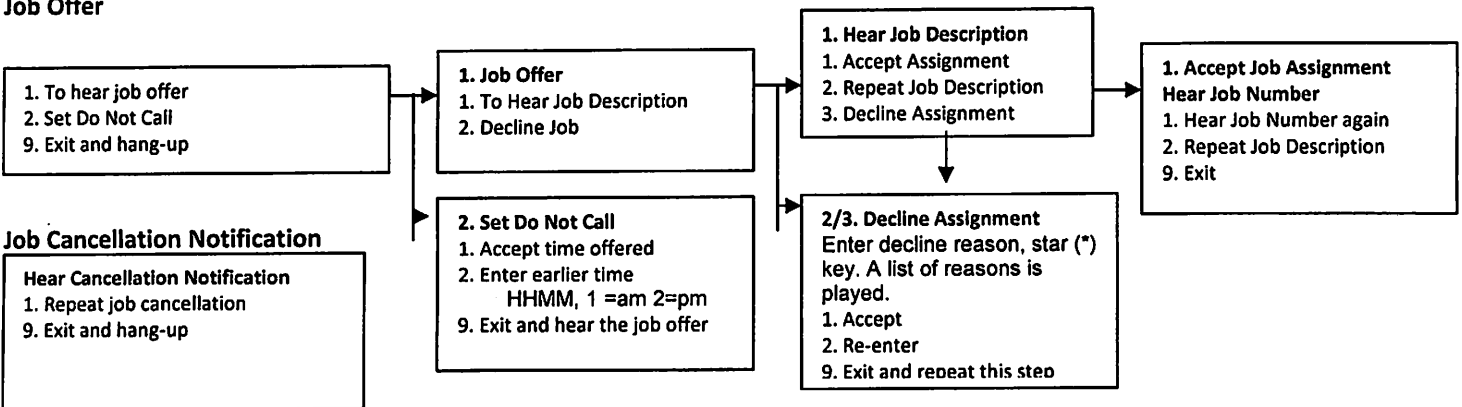 Job Offer
1. To hear job offer
2. Set Do Not Call
9. Exit and hang-up
1. Job Offer
1. To Hear Job Description
2. Decline Job
2. Set Do Not Call
1. Accept time offered
2. Enter earlier time
HHMM, 1 =am 2=pm
9. Exit and hear the job offer
1. Hear Job Description
1. Accept Assignment
2. Repeat Job Description
3. Decline Assignment
2/3. Decline Assignment
Enter decline reason, star (*)
key. A list of reasons is
played.
1. Accept
2. Re-enter
9. Exit and repeat this step
1. Accept Job Assignment
Hear Job Number
1. Hear Job Number again
2. Repeat Job Description
9. Exit
Job Cancellation Notification
Hear Cancellation Notification
1. Repeat job cancellation
9. Exit and hang-up